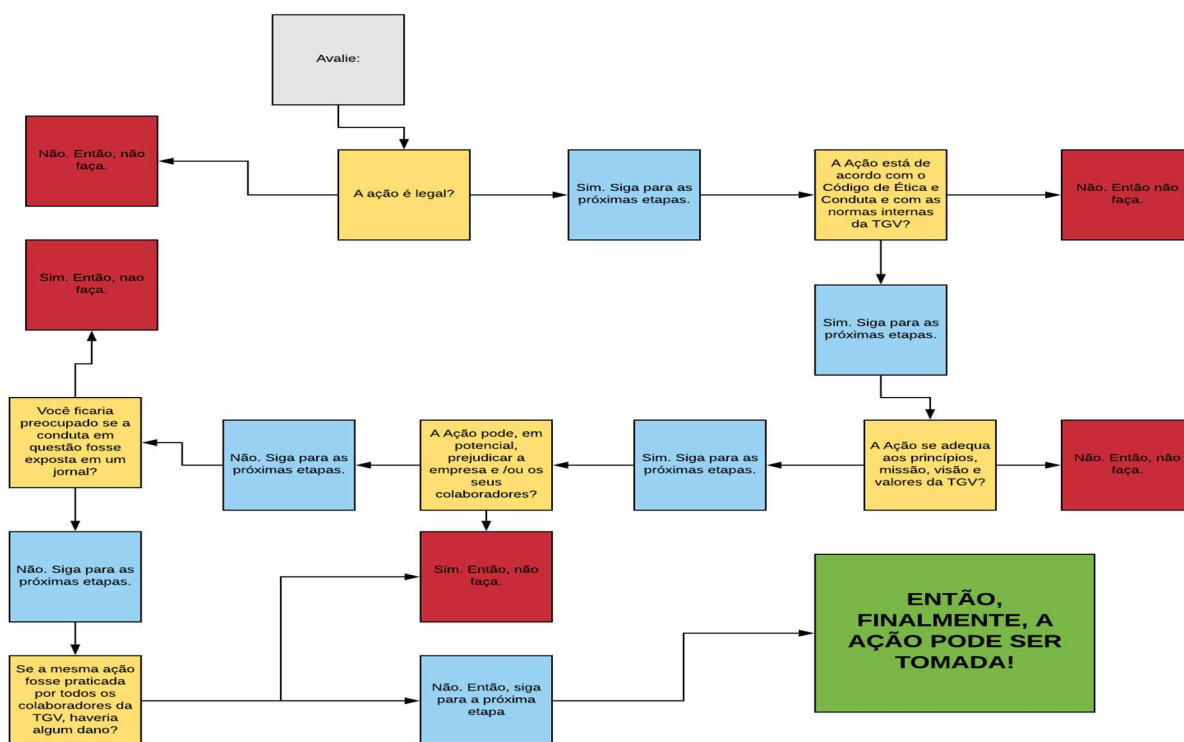 Avalie:
Não. Então, não
faça.
A ação é legal?
Sim. Siga para as
próximas etapas.
A Ação está de
acordo com o
Código de Ética e
Conduta e com as
normas internas
da TGV?
Não. Então não
faça.
Sim. Então, nao
faça.
Sim. Siga para as
próximas etapas.
Você ficaria
preocupado se a
conduta em
questão fosse
exposta em um
jornal?
Não. Siga para as
próximas etapas.
A Ação pode, em
potencial,
prejudicar a
empresa e /ou os
seus
colaboradores?
Sim. Siga para as
próximas etapas.
A Ação se adequa
aos princípios,
missão, visão e
valores da TGV?
Não. Então, não
faça.
Não. Siga para as
próximas etapas.
Sim. Então, não
faça.
ENTÃO,
FINALMENTE, A
AÇÃO PODE SER
TOMADA!
Se a mesma ação
fosse praticada
por todos os
colaboradores da
TGV, haveria
algum dano?
Não. Então, siga
para a próxima
etapa